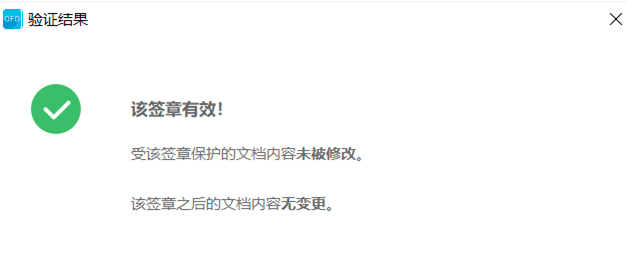 OFD 验证结果
该签章有效！
受该签章保护的文档内容未被修改。
该签章之后的文档内容无变更。